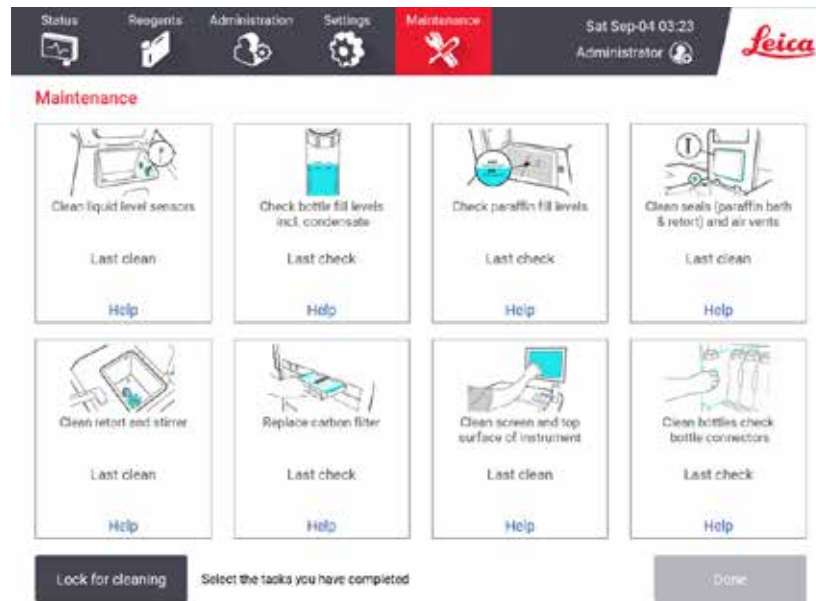 Status Reagents Administration Settings Maintenance
Sat Sep-04 03:23
Administrator
Leica
Maintenance
Clean liquid level sensors
Last clean
Help
Check bottle fill levels
incl. condensate
Last check
Help
Check paraffin fill levels
Last check
Help
Clean seals (paraffin bath
& retort) and air vents
Last clean
Help
Clean retort and stirrer
Last clean
Help
Replace carbon filter
Last check
Help
Clean screen and top
surface of instrument
Last clean
Help
Clean bottles check
bottle connectors
Last check
Help
Lock for cleaning
Select the tasks you have completed
Done